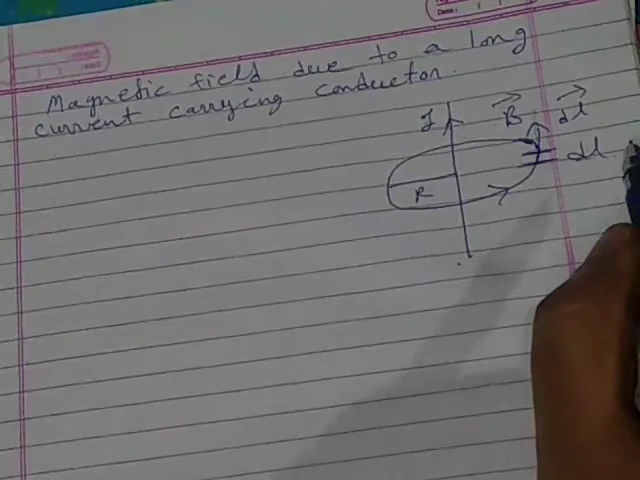 Magnetic field due to a long
current carrying conductor.
I B dl
dl
R